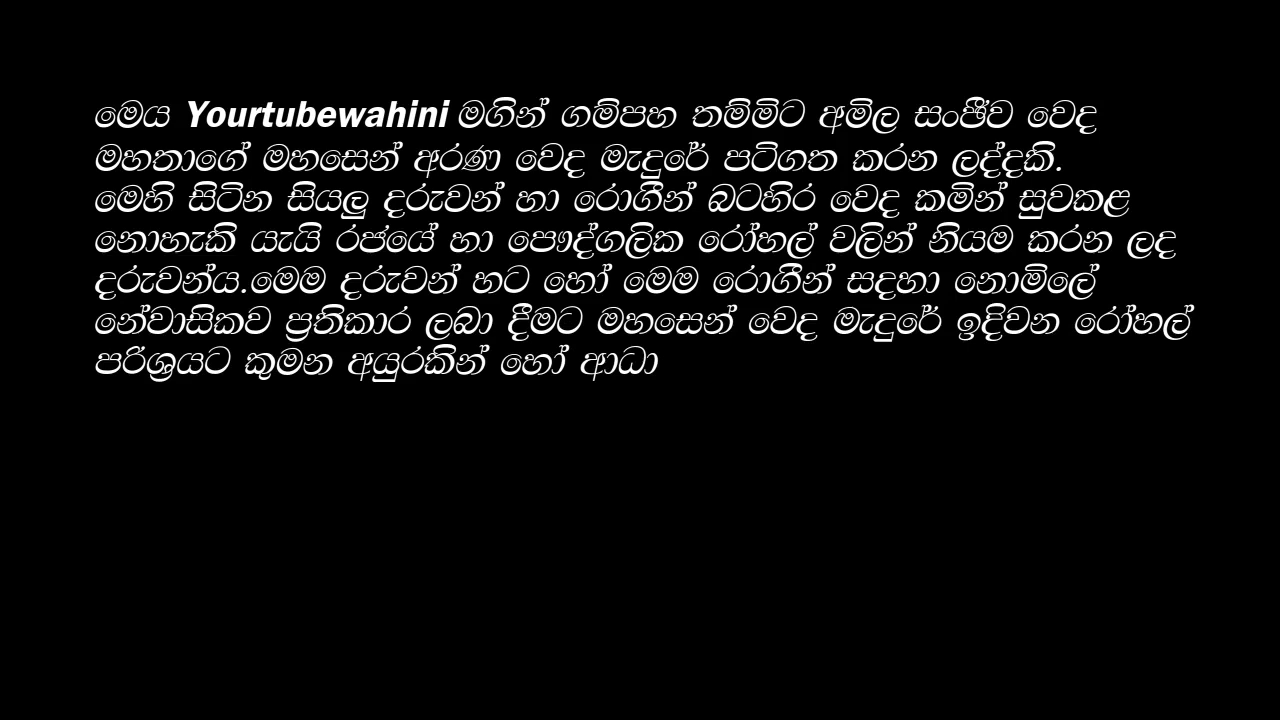 මෙය Yourtubewahini මගින් ගම්පහ තම්මිට අමිල සංඡීව වෙද
මහතාගේ මහසෙන් අරණ වෙද මැදුරේ පටිගත කරන ලද්දකි.
මෙහි සිටින සියලු දරුවන් හා රොගීන් බටහිර වෙද කමින් සුවකළ
නොහැකි යැයි රජයේ හා පෞද්ගලික රෝහල් වලින් නියම කරන ලද
දරුවන්ය.මෙම දරුවන් හට හෝ මෙම රොගීන් සදහා නොමිලේ
නේවාසිකව ප්‍රතිකාර ලබා දීමට මහසෙන් වෙද මැදුරේ ඉදිවන රෝහල්
පරිශ්‍රයට කුමන අයුරකින් හෝ ආධා